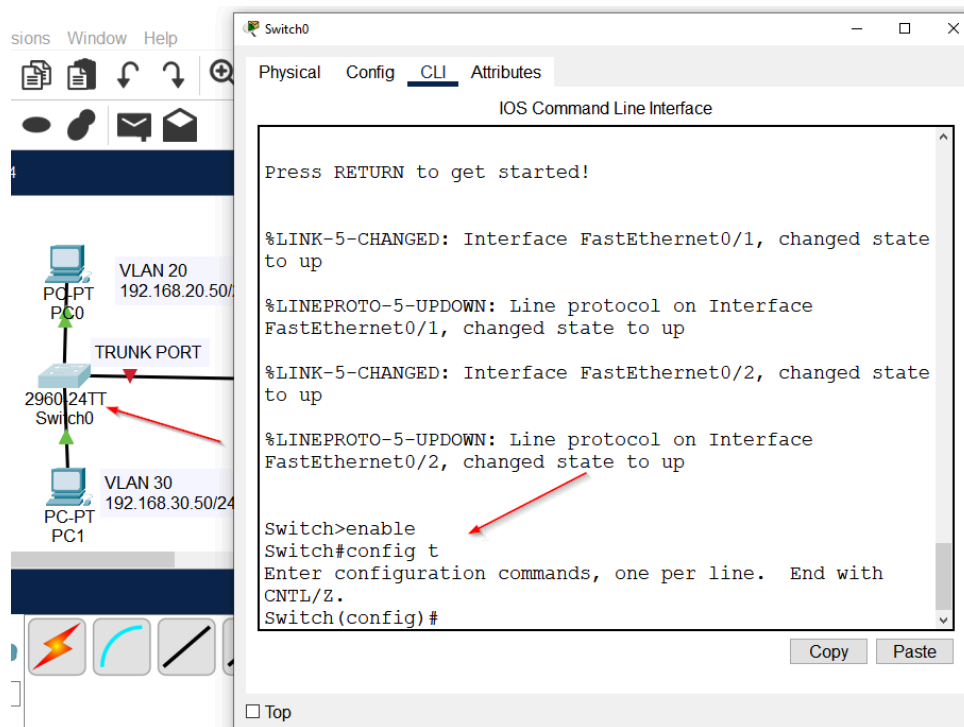 Switch0
sions Window Help
Physical Config CLI Attributes
IOS Command Line Interface
Press RETURN to get started!
%LINK-5-CHANGED: Interface FastEthernet0/1, changed state
to up
%LINEPROTO-5-UPDOWN: Line protocol on Interface
FastEthernet0/1, changed state to up
%LINK-5-CHANGED: Interface FastEthernet0/2, changed state
to up
%LINEPROTO-5-UPDOWN: Line protocol on Interface
FastEthernet0/2, changed state to up
Switch>enable
Switch#config t
Enter configuration commands, one per line. End with
CNTL/Z.
Switch(config)#
Copy Paste
Top
VLAN 20
192.168.20.50/
PC-PT
PC0
TRUNK PORT
2960-24TT
Switch0
VLAN 30
192.168.30.50/24
PC-PT
PC1